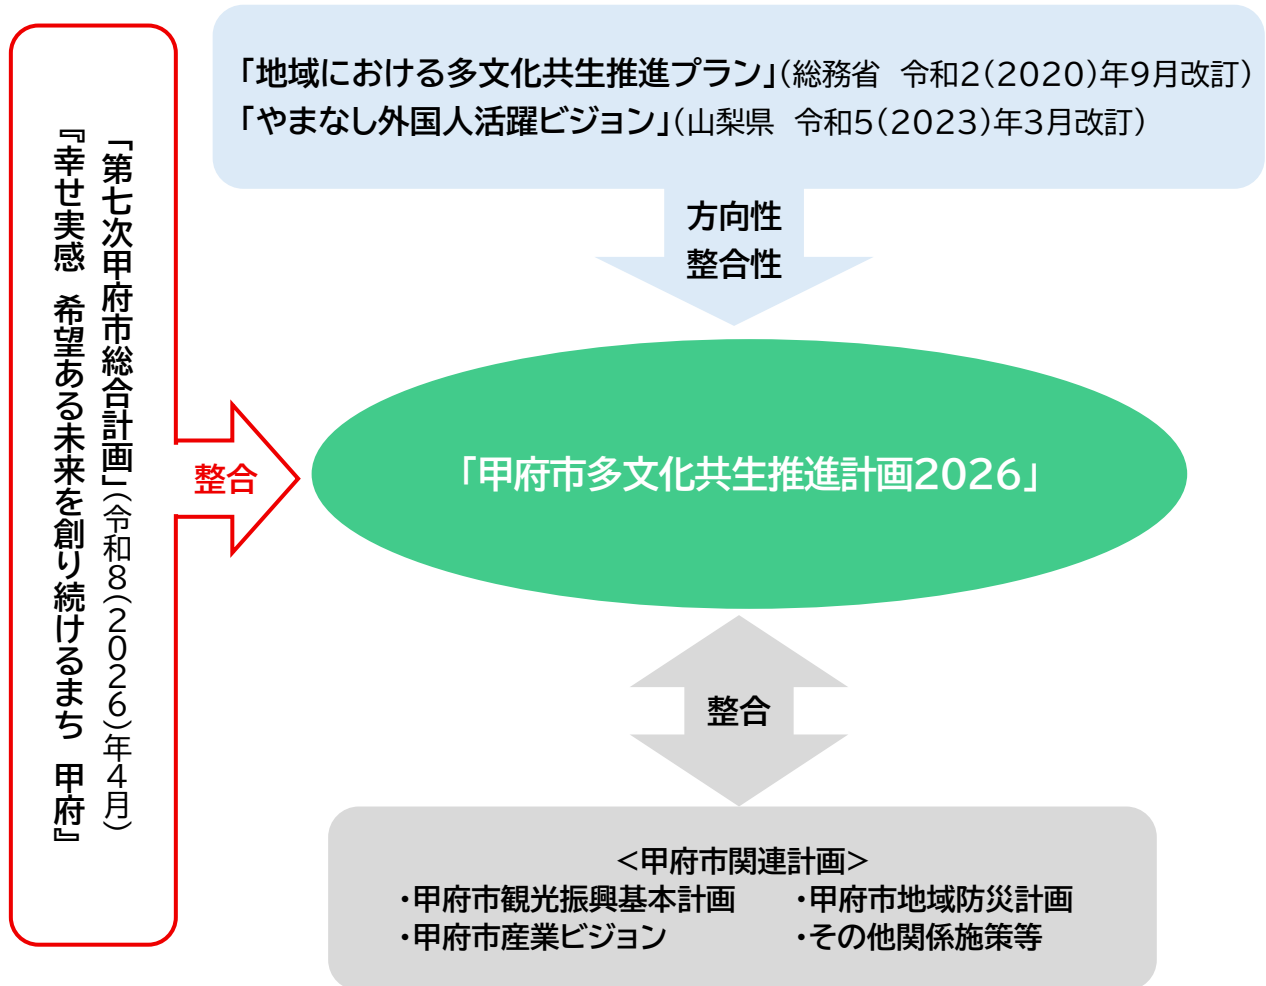 「地域における多文化共生推進プラン」（総務省　令和2（2020）年9月改訂）
「やまなし外国人活躍ビジョン」（山梨県　令和5（2023）年3月改訂）
方向性
整合性
「第七次甲府市総合計画」（令和8（2026）年4月）
『幸せ実感　希望ある未来を創り続けるまち　甲府』
整合
「甲府市多文化共生推進計画2026」
整合
<甲府市関連計画>
・甲府市観光振興基本計画　・甲府市地域防災計画
・甲府市産業ビジョン　・その他関係施策等